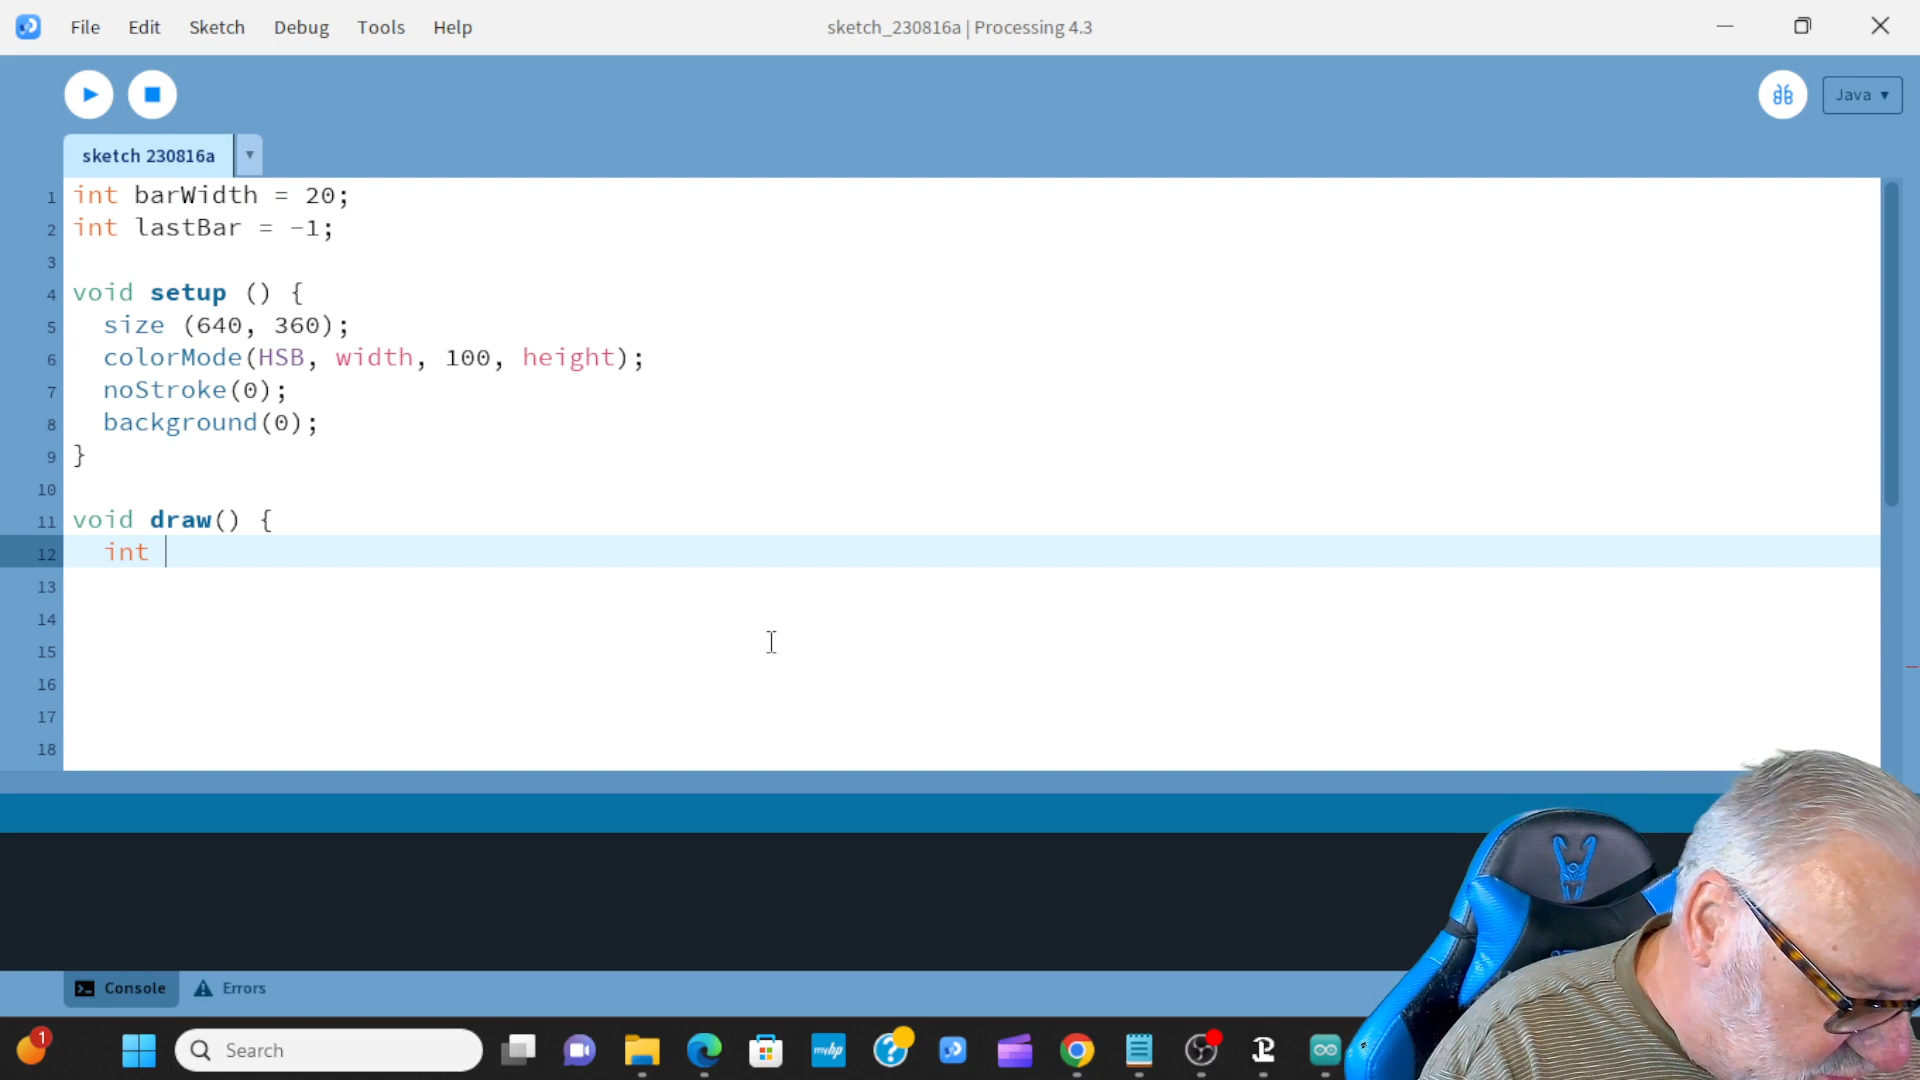 File Edit Sketch Debug Tools Help
sketch_230816a | Processing 4.3
Java ▾
sketch 230816a
1 int barWidth = 20;
2 int lastBar = -1;
3
4 void setup () {
5 size (640, 360);
6 colorMode(HSB, width, 100, height);
7 noStroke(0);
8 background(0);
9 }
10
11 void draw() {
12 int
13
14
15
16
17
18
Console Errors
1
Search
myhp